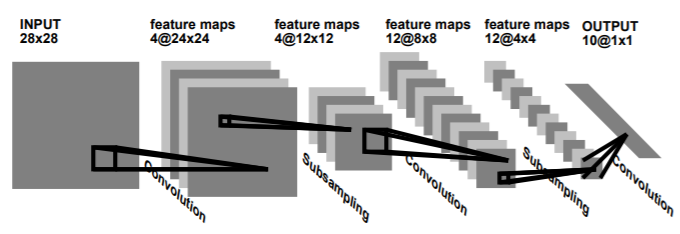 INPUT
28x28
feature maps
4@24x24
feature maps
4@12x12
feature maps
12@8x8
feature maps
12@4x4
OUTPUT
10@1x1
Convolution
Subsampling
Convolution
Subsampling
Convolution